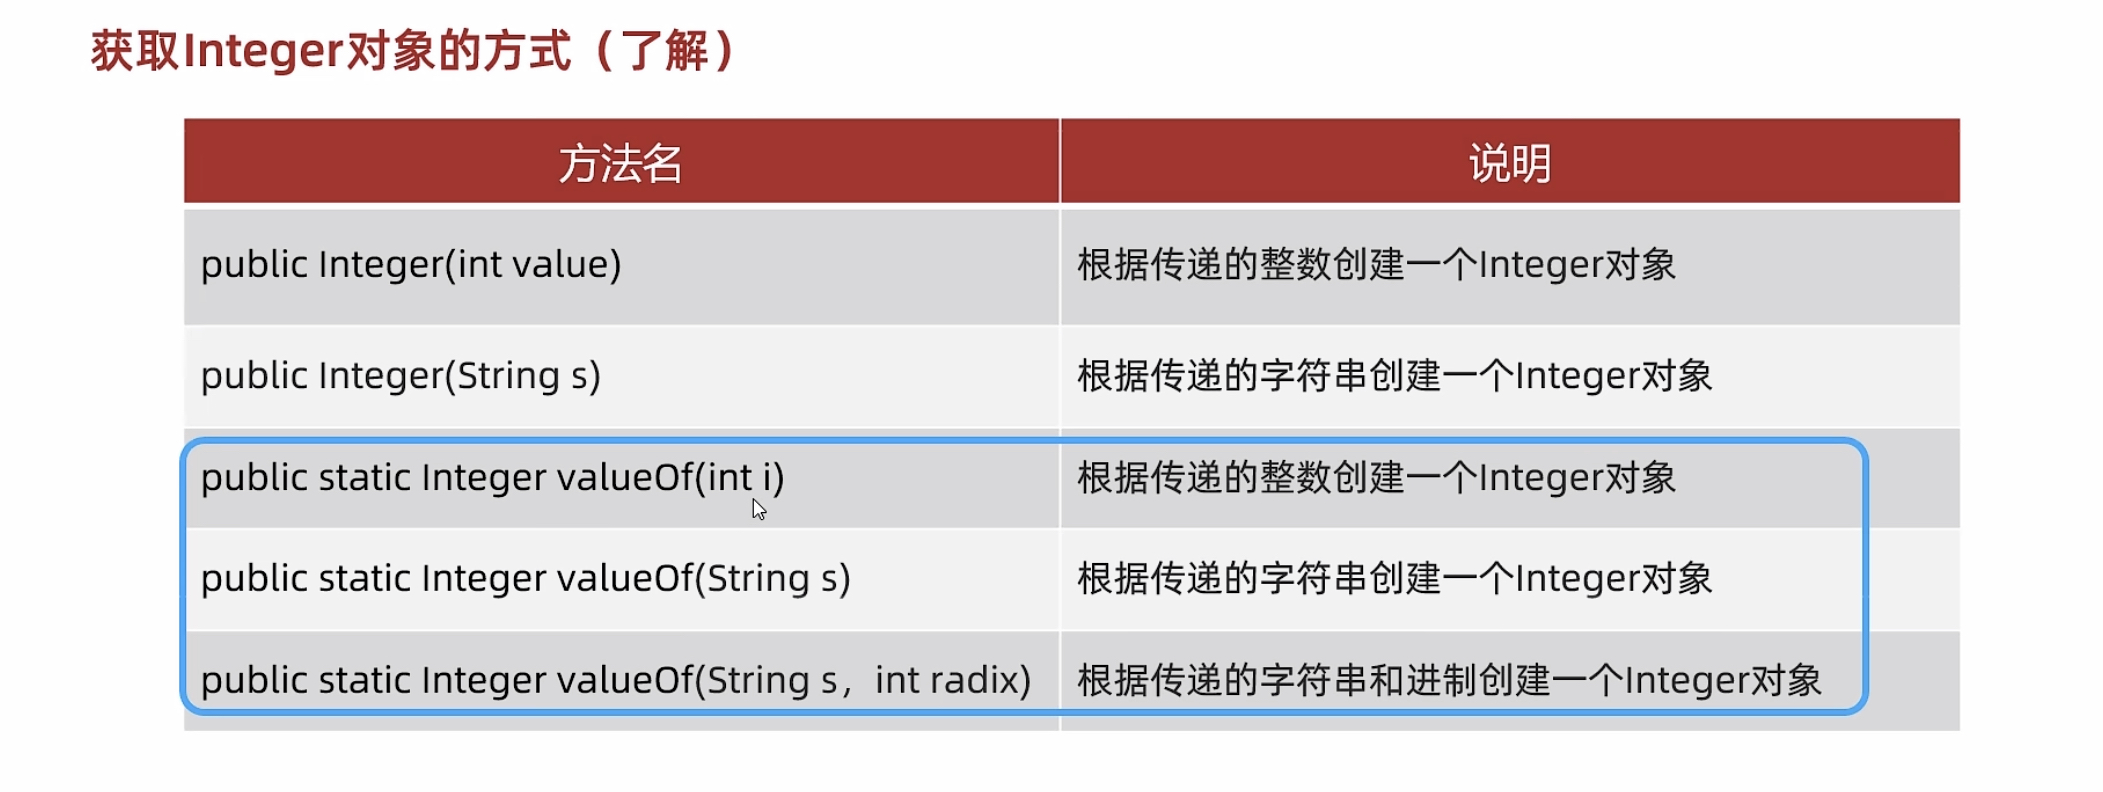 获取Integer对象的方式（了解）
方法名 说明
public Integer(int value) 根据传递的整数创建一个Integer对象
public Integer(String s) 根据传递的字符串创建一个Integer对象
public static Integer valueOf(int i) 根据传递的整数创建一个Integer对象
public static Integer valueOf(String s) 根据传递的字符串创建一个Integer对象
public static Integer valueOf(String s，int radix) 根据传递的字符串和进制创建一个Integer对象